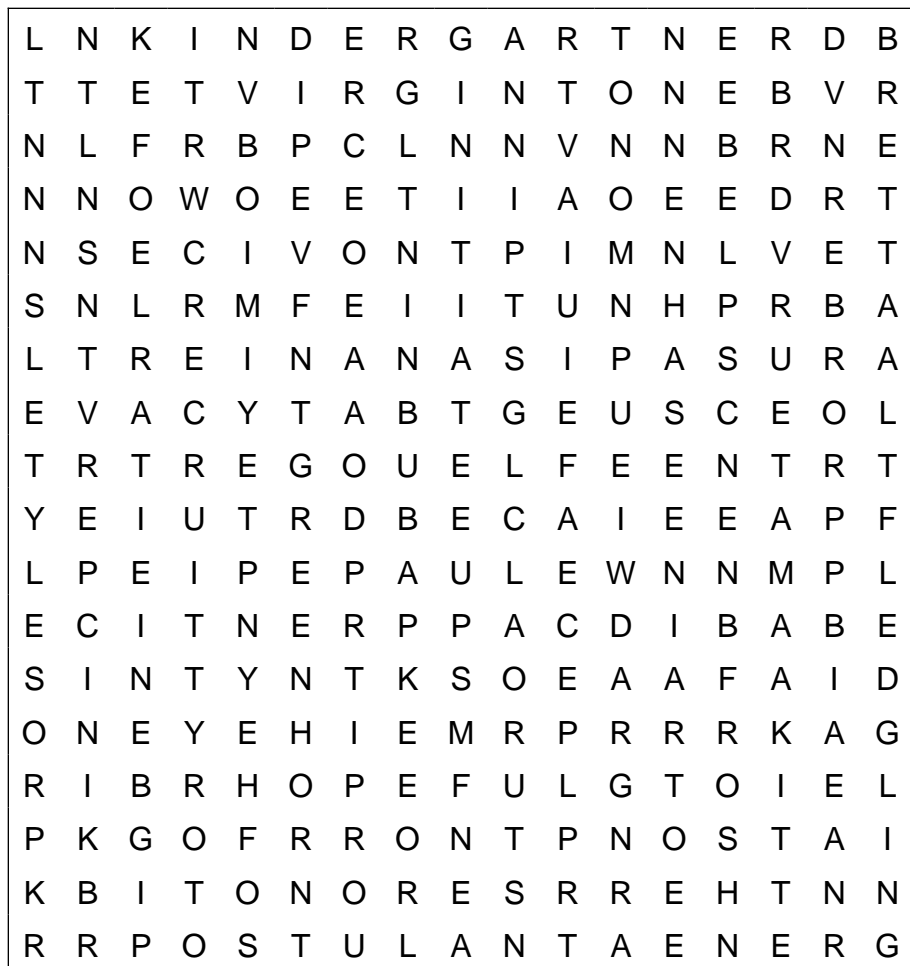 L N K I N D E R G A R T N E R D B
T T E T V I R G I N T O N E B V R
N L F R B P C L N N V N N B R N E
N N O W O E E T I I A O E E D R T
N S E C I V O N T P I M N L V E T
S N L R M F E I I T U N H P R B A
L T R E I N A N A S I P A S U R A
E V A C Y T A B T G E U S C E O L
T R T R E G O U E L F E E N T R T
Y E I U T R D B E C A I E E A P F
L P E I P E P A U L E W N N M P L
E C I T N E R P P A C D I B A B E
S I N T Y N T K S O E A A F A I D
O N E Y E H I E M R P R R R K A G
R I B R H O P E F U L G T O I E L
P K G O F R R O N T P N O S T A I
K B I T O N O R E S R R E H T N N
R R P O S T U L A N T A E N E R G